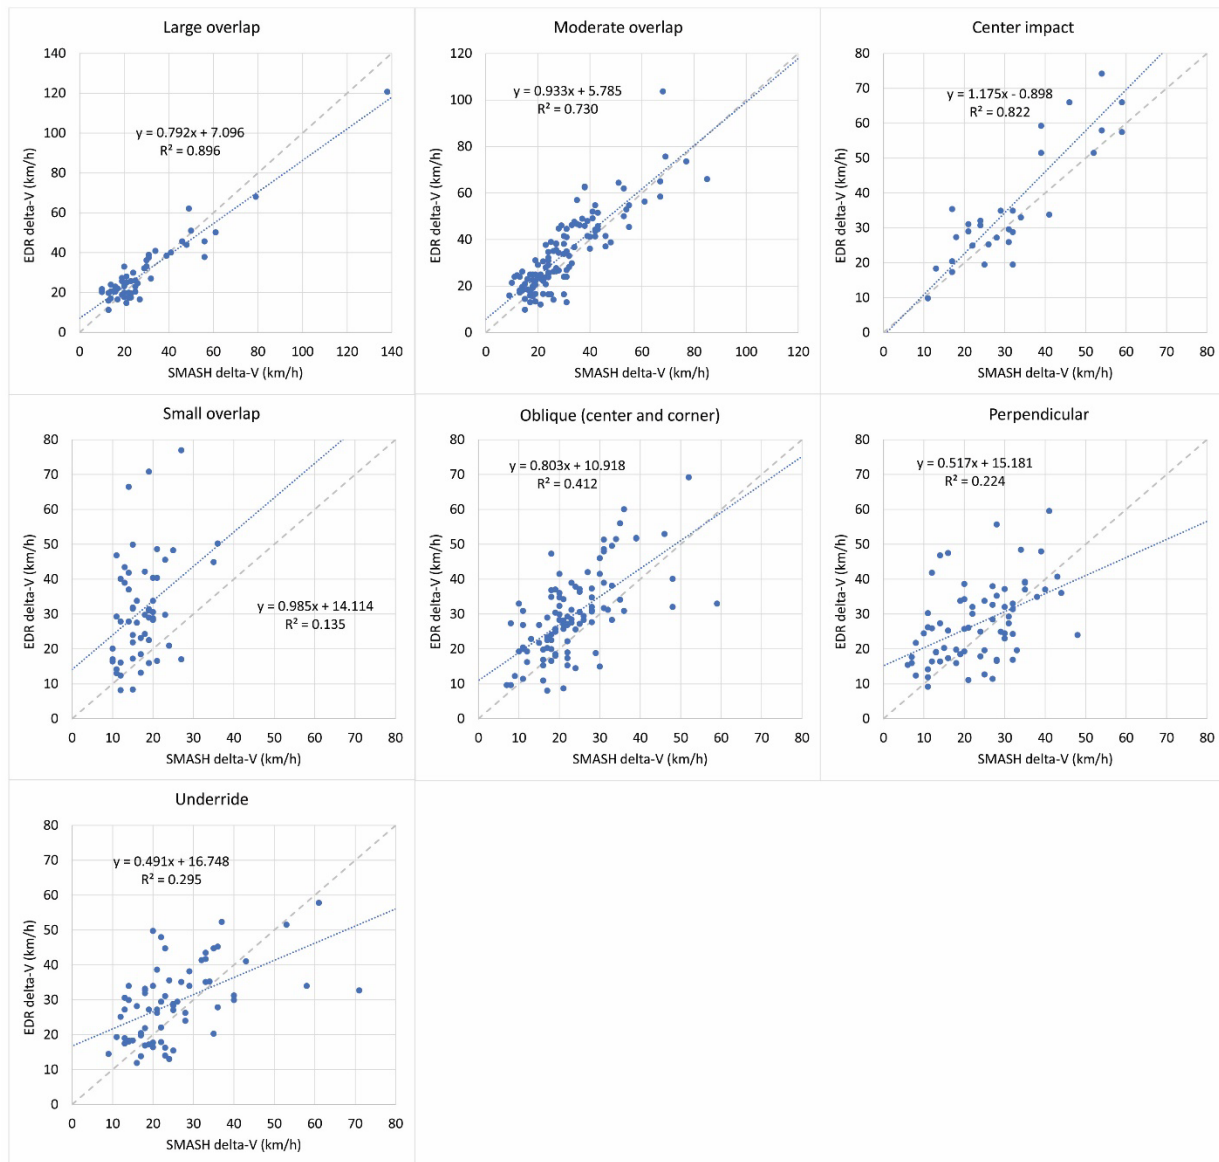 Large overlap
140
120
100
80
60
40
20
0
EDR delta-V (km/h)
y = 0.792x + 7.096
R² = 0.896
0 20 40 60 80 100 120 140
SMASH delta-V (km/h)
Moderate overlap
120
100
80
60
40
20
0
EDR delta-V (km/h)
y = 0.933x + 5.785
R² = 0.730
0 20 40 60 80 100 120
SMASH delta-V (km/h)
Center impact
80
70
60
50
40
30
20
10
0
EDR delta-V (km/h)
y = 1.175x - 0.898
R² = 0.822
0 10 20 30 40 50 60 70 80
SMASH delta-V (km/h)
Small overlap
80
70
60
50
40
30
20
10
0
EDR delta-V (km/h)
y = 0.985x + 14.114
R² = 0.135
0 10 20 30 40 50 60 70 80
SMASH delta-V (km/h)
Oblique (center and corner)
80
70
60
50
40
30
20
10
0
EDR delta-V (km/h)
y = 0.803x + 10.918
R² = 0.412
0 10 20 30 40 50 60 70 80
SMASH delta-V (km/h)
Perpendicular
80
70
60
50
40
30
20
10
0
EDR delta-V (km/h)
y = 0.517x + 15.181
R² = 0.224
0 10 20 30 40 50 60 70 80
SMASH delta-V (km/h)
Underride
80
70
60
50
40
30
20
10
0
EDR delta-V (km/h)
y = 0.491x + 16.748
R² = 0.295
0 10 20 30 40 50 60 70 80
SMASH delta-V (km/h)